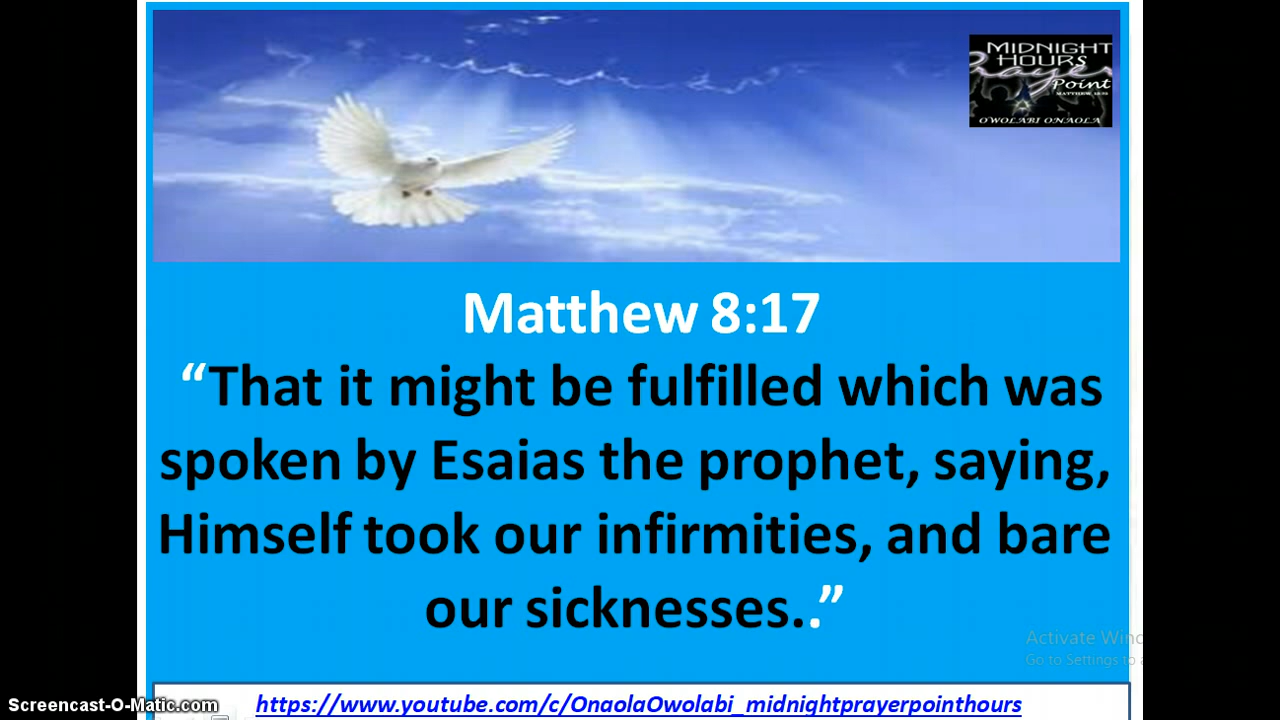 MIDNIGHT
HOURS
Prayer
Point
OWOLABI ONAOLA
Matthew 8:17
“That it might be fulfilled which was
spoken by Esaias the prophet, saying,
Himself took our infirmities, and bare
our sicknesses..”
Activate Winc
Go to Settings to a
Screencast-O-Matic.com
https://www.youtube.com/c/OnaolaOwolabi_midnightprayerpointhours